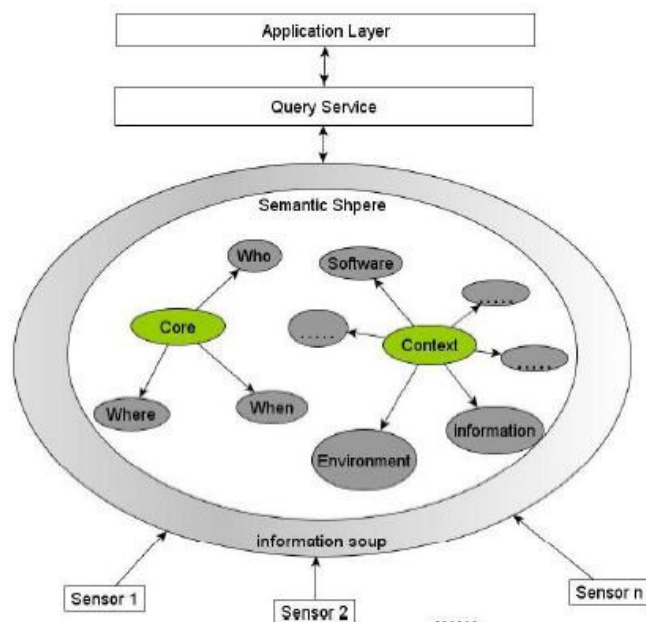 Application Layer
Query Service
Semantic Shpere
Who
Software
.....
Core
.....
Context
.....
Where
When
Information
Environment
information soup
Sensor 1
Sensor 2
......
Sensor n